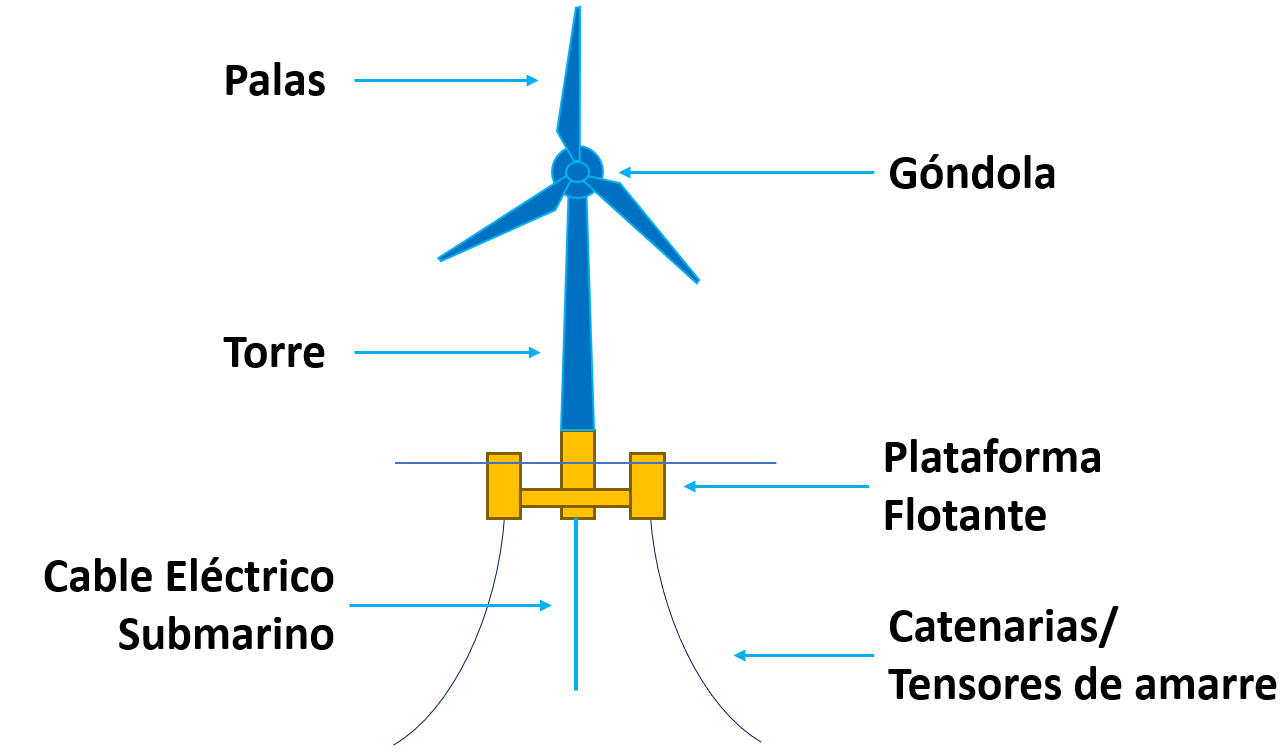 Palas
Góndola
Torre
Plataforma
Flotante
Cable Eléctrico
Submarino
Catenarias/
Tensores de amarre